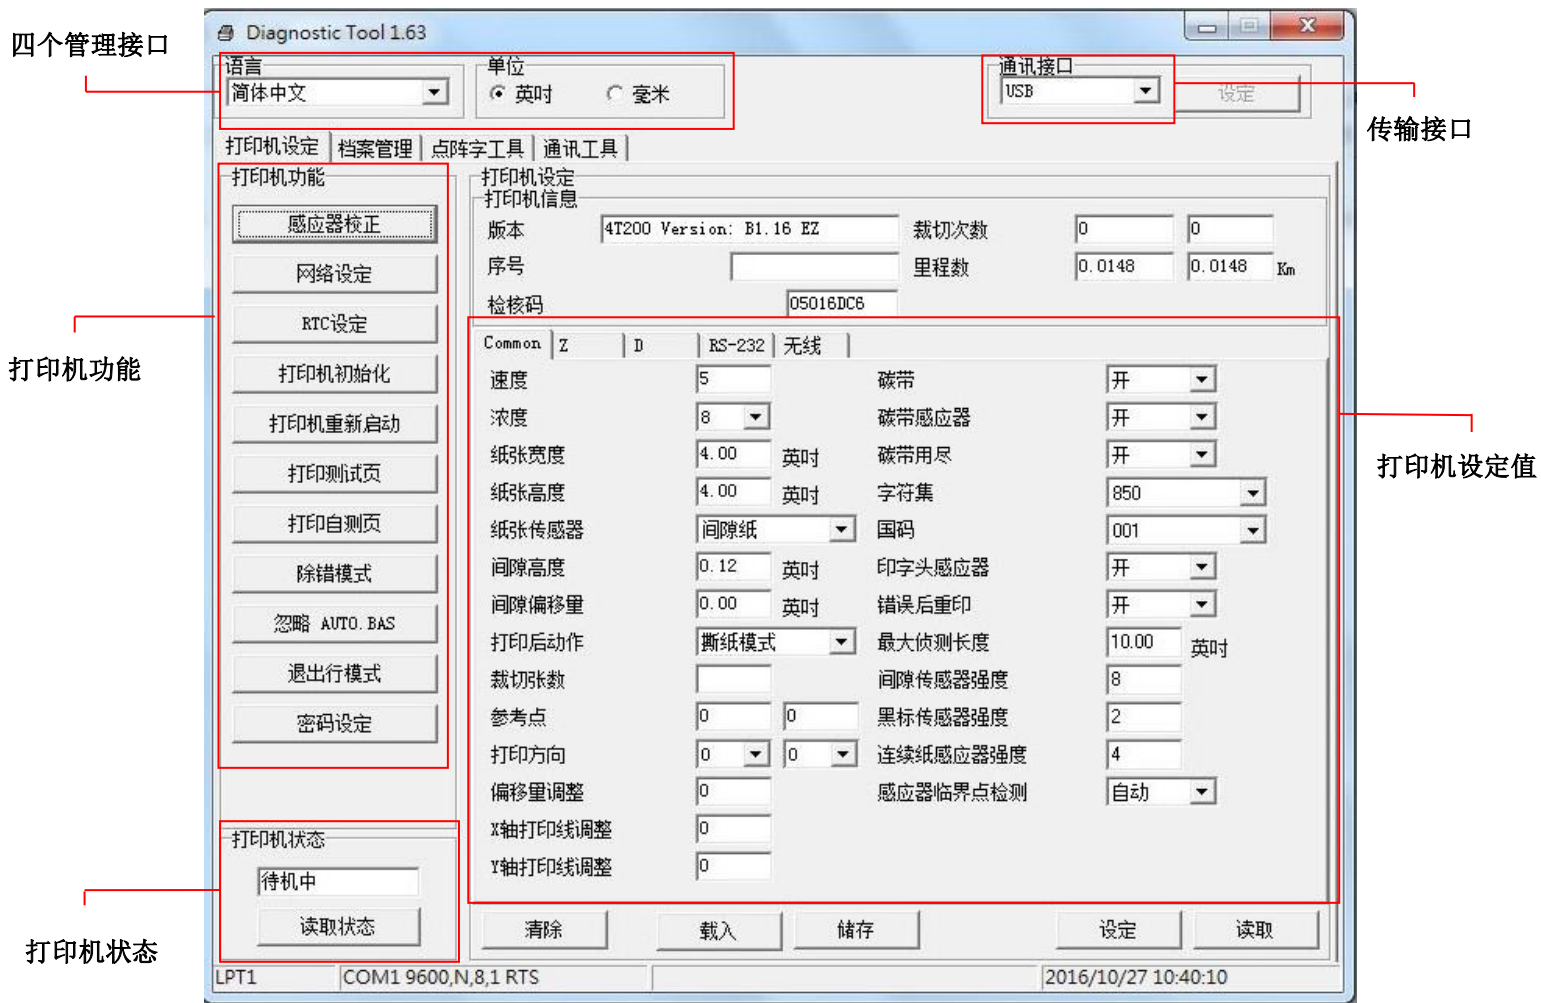 Diagnostic Tool 1.63
四个管理接口
语言
单位
通讯接口
简体中文
英吋
毫米
USB
设定
传输接口
打印机设定 档案管理 点阵字工具 通讯工具
打印机功能
打印机设定
打印机信息
感应器校正
版本 4T200 Version: B1.16 EZ 裁切次数 0 0
网络设定
序号 里程数 0.0148 0.0148 Km
检核码 05016DC6
RTC设定
Common Z D RS-232 无线
打印机功能
打印机初始化
速度 5 碳带 开
打印机重新启动
浓度 8 碳带感应器 开
纸张宽度 4.00 英吋 碳带用尽 开
打印机设定值
打印测试页
纸张高度 4.00 英吋 字符集 850
打印自测页
纸张传感器 间隙纸 国码 001
除错模式
间隙高度 0.12 英吋 印字头感应器 开
忽略 AUTO.BAS
间隙偏移量 0.00 英吋 错误后重印 开
退出行模式
打印后动作 撕纸模式 最大侦测长度 10.00 英吋
裁切张数 间隙传感器强度 8
密码设定
参考点 0 0 黑标传感器强度 2
打印方向 0 0 连续纸感应器强度 4
偏移量调整 0 感应器临界点检测 自动
X轴打印线调整 0
Y轴打印线调整 0
打印机状态
待机中
读取状态
打印机状态
清除 载入 储存 设定 读取
LPT1 COM1 9600,N,8,1 RTS 2016/10/27 10:40:10